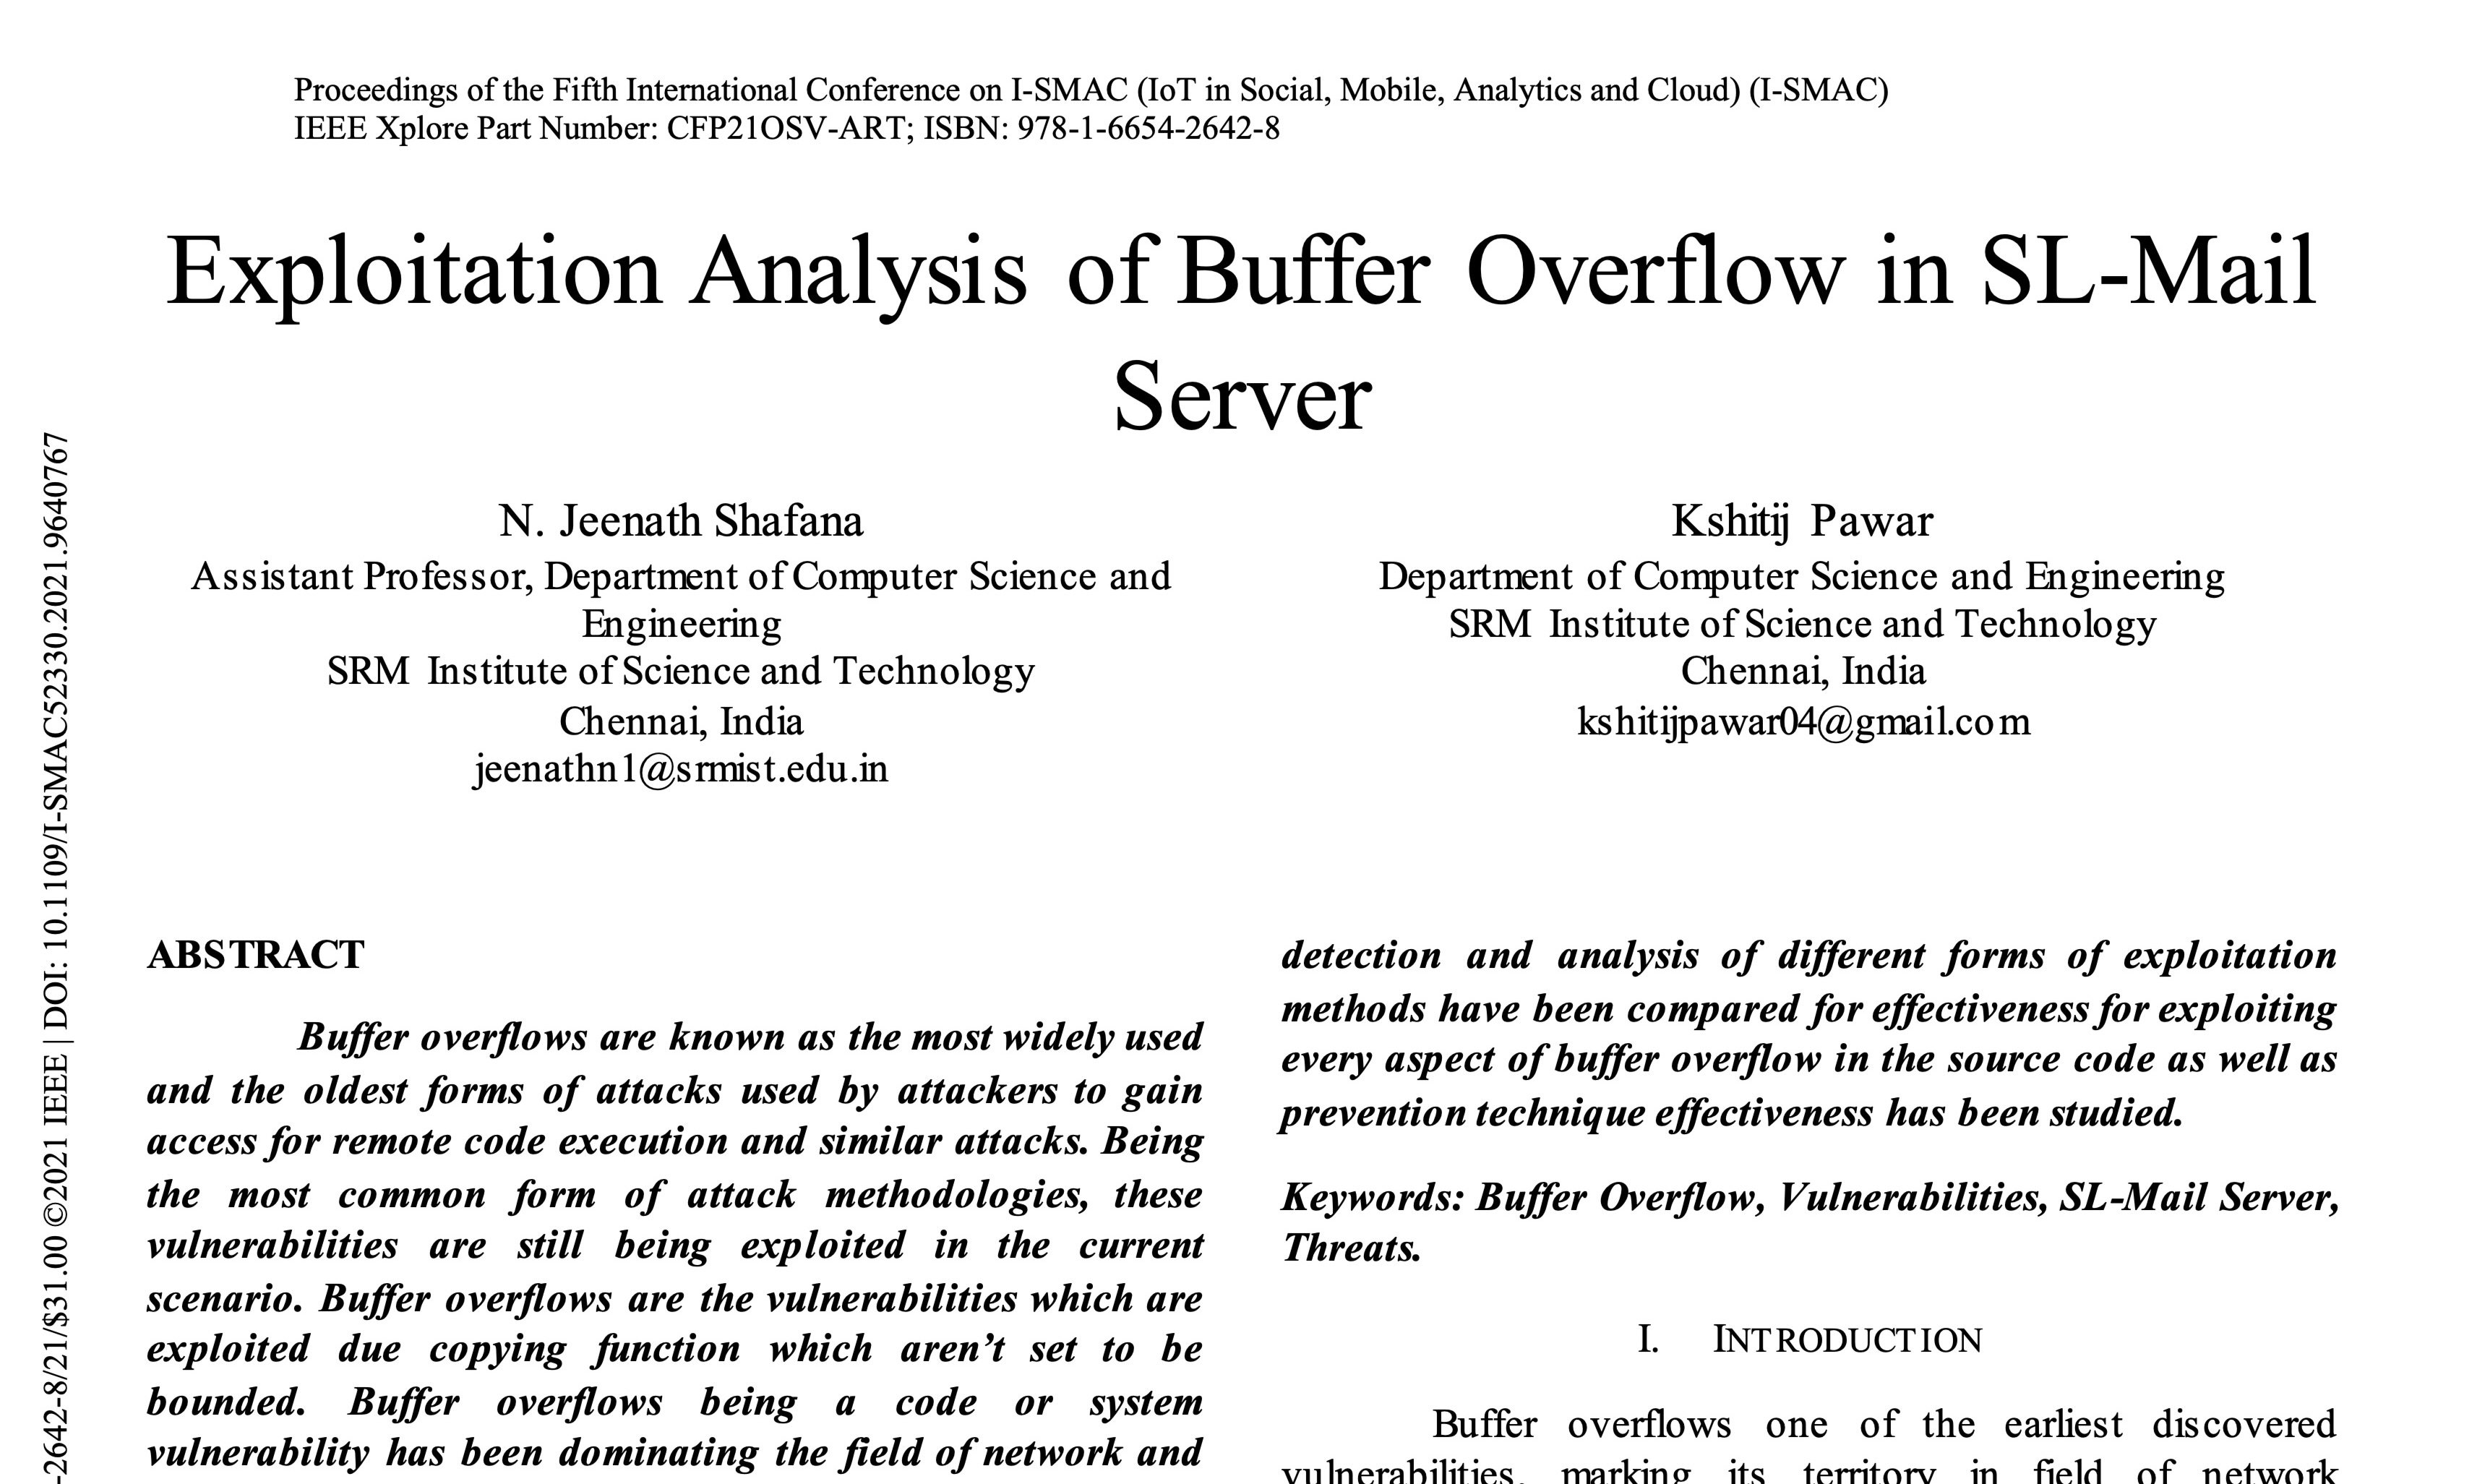 Proceedings of the Fifth International Conference on I-SMAC (IoT in Social, Mobile, Analytics and Cloud) (I-SMAC)
IEEE Xplore Part Number: CFP21OSV-ART; ISBN: 978-1-6654-2642-8
Exploitation Analysis of Buffer Overflow in SL-Mail
Server
N. Jeenath Shafana
Assistant Professor, Department of Computer Science and
Engineering
SRM Institute of Science and Technology
Chennai, India
jeenathn1@srmist.edu.in
Kshitij Pawar
Department of Computer Science and Engineering
SRM Institute of Science and Technology
Chennai, India
kshitijpawar04@gmail.com
ABSTRACT
Buffer overflows are known as the most widely used
and the oldest forms of attacks used by attackers to gain
access for remote code execution and similar attacks. Being
the most common form of attack methodologies, these
vulnerabilities are still being exploited in the current
scenario. Buffer overflows are the vulnerabilities which are
exploited due copying function which aren't set to be
bounded. Buffer overflows being a code or system
vulnerability has been dominating the field of network and
detection and analysis of different forms of exploitation
methods have been compared for effectiveness for exploiting
every aspect of buffer overflow in the source code as well as
prevention technique effectiveness has been studied.
Keywords: Buffer Overflow, Vulnerabilities, SL-Mail Server,
Threats.
I. INTRODUCTION
Buffer overflows one of the earliest discovered
vulnerabilities, marking its territory in field of network
-2642-8/21/$31.00 ©2021 IEEE | DOI: 10.1109/I-SMAC52330.2021.9640767